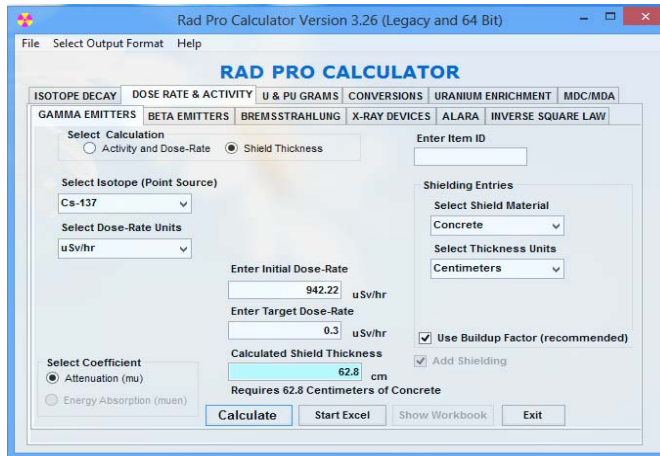 Rad Pro Calculator Version 3.26 (Legacy and 64 Bit)
File Select Output Format Help
RAD PRO CALCULATOR
ISOTOPE DECAY DOSE RATE & ACTIVITY U & PU GRAMS CONVERSIONS URANIUM ENRICHMENT MDC/MDA
GAMMA EMITTERS BETA EMITTERS BREMSSTRAHLUNG X-RAY DEVICES ALARA INVERSE SQUARE LAW
Select Calculation
Activity and Dose-Rate Shield Thickness
Enter Item ID
Select Isotope (Point Source)
Cs-137
Select Dose-Rate Units
uSv/hr
Shielding Entries
Select Shield Material
Concrete
Select Thickness Units
Centimeters
Enter Initial Dose-Rate
942.22 uSv/hr
Enter Target Dose-Rate
0.3 uSv/hr
Use Buildup Factor (recommended)
Calculated Shield Thickness
62.8 cm
Add Shielding
Requires 62.8 Centimeters of Concrete
Select Coefficient
Attenuation (mu)
Energy Absorption (muen)
Calculate Start Excel Show Workbook Exit